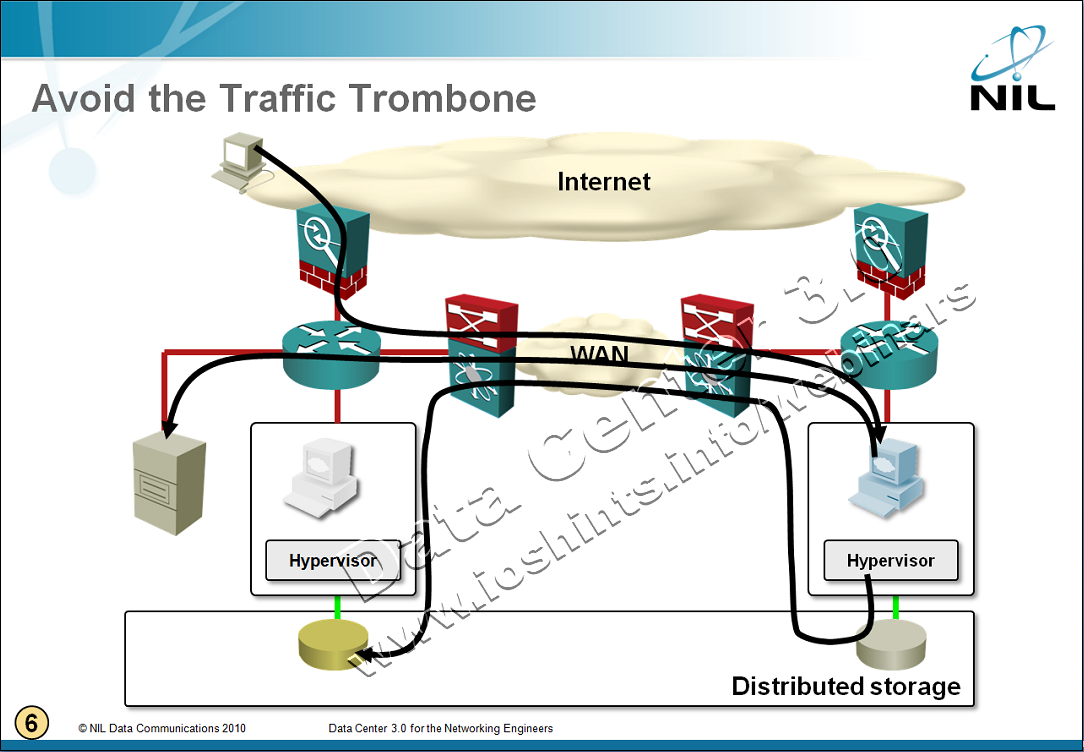 NIL
Avoid the Traffic Trombone
Internet
WAN
Hypervisor
Hypervisor
Distributed storage
Data Center 3.0
www.ioshints.info/webinars
6
© NIL Data Communications 2010
Data Center 3.0 for the Networking Engineers